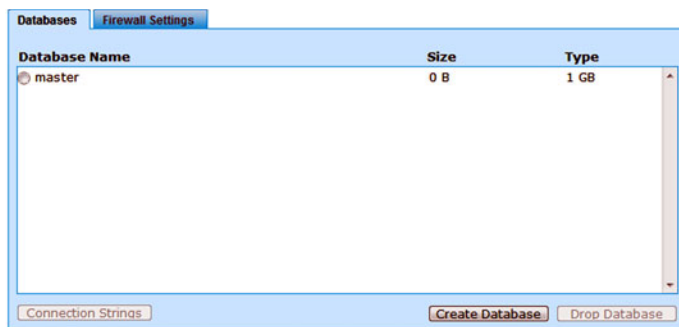 Databases Firewall Settings
Database Name Size Type
master 0 B 1 GB
Connection Strings Create Database Drop Database